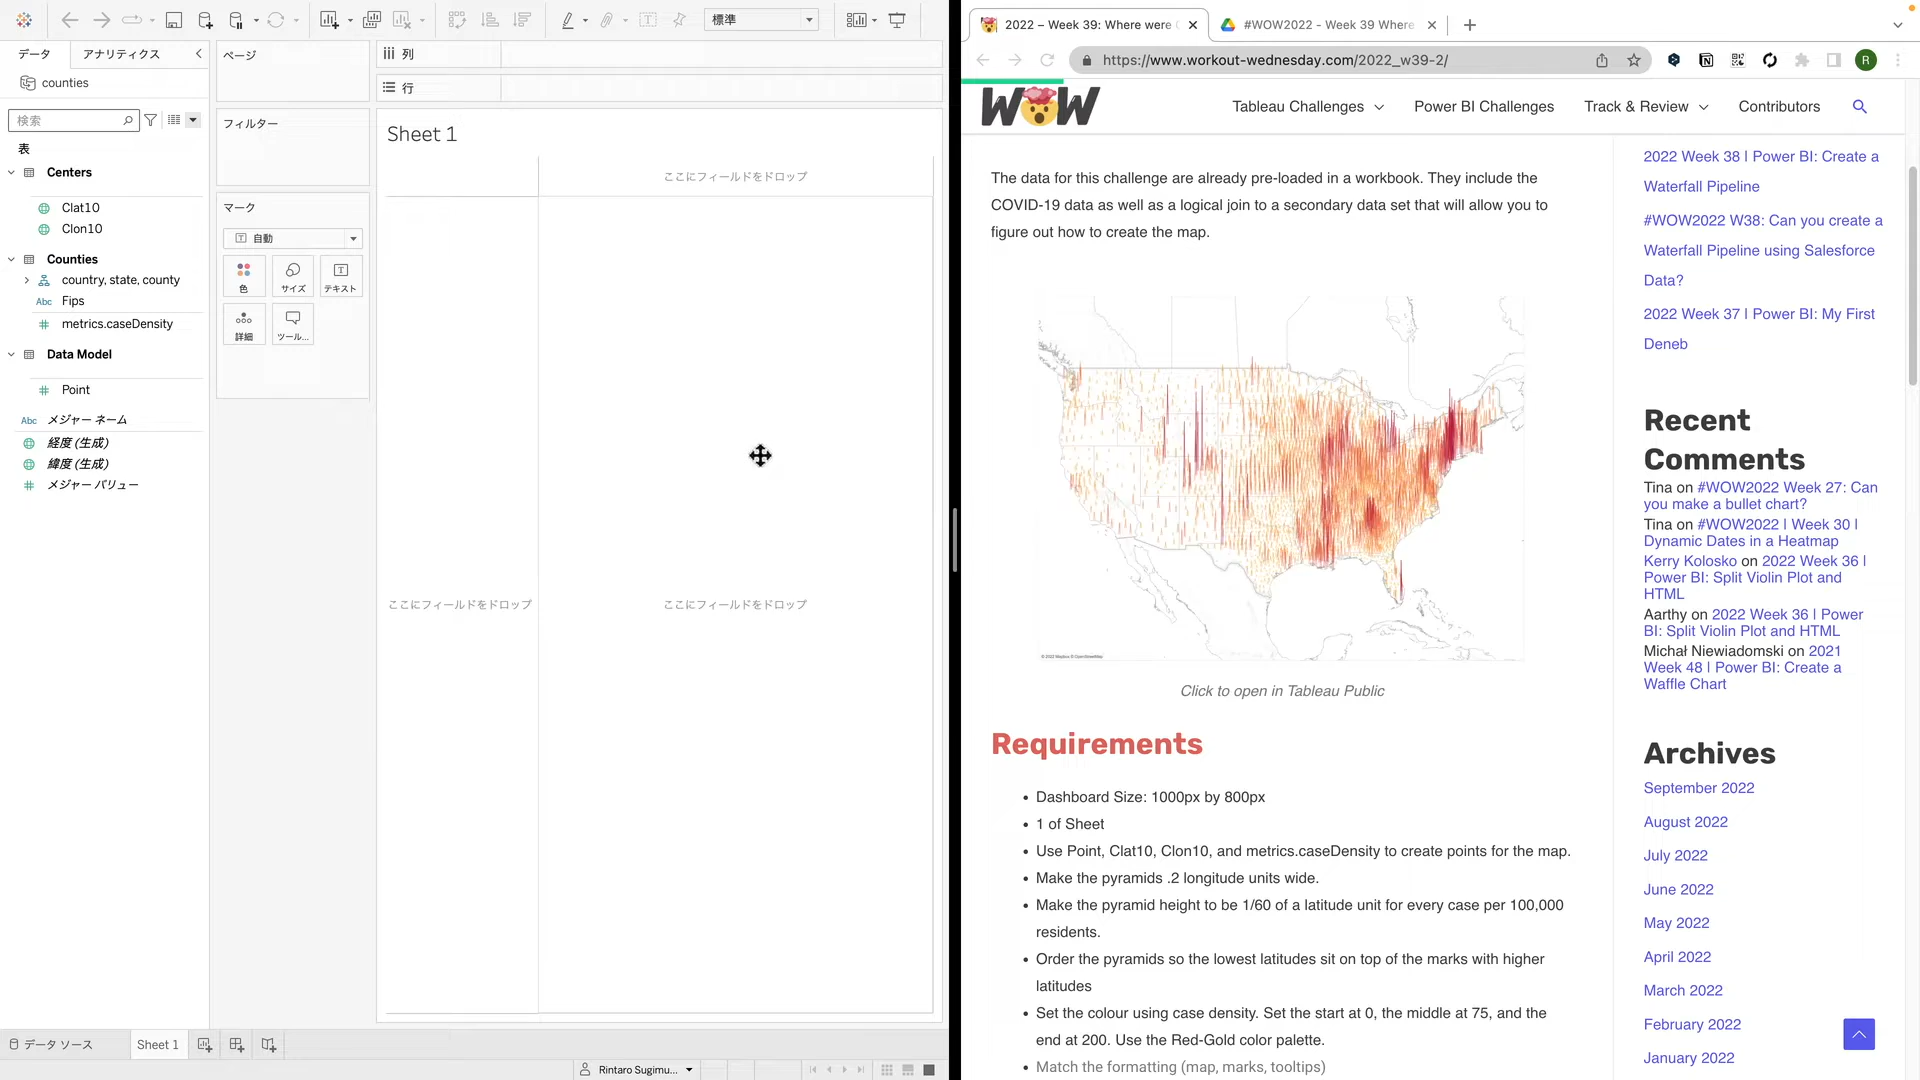 標準
データ
アナリティクス
counties
検索
表
Centers
Clat10
Clon10
Counties
country, state, county
Abc Fips
metrics.caseDensity
Data Model
Point
Abc メジャー ネーム
経度 (生成)
緯度 (生成)
メジャー バリュー
ページ
フィルター
マーク
自動
色
サイズ
テキスト
詳細
ツール...
列
行
Sheet 1
ここにフィールドをドロップ
ここにフィールドをドロップ
ここにフィールドをドロップ
データ ソース
Sheet 1
Rintaro Sugimu...
2022 – Week 39: Where were
#WOW2022 - Week 39 Where
https://www.workout-wednesday.com/2022_w39-2/
R
WOW
Tableau Challenges
Power BI Challenges
Track & Review
Contributors
The data for this challenge are already pre-loaded in a workbook. They include the
COVID-19 data as well as a logical join to a secondary data set that will allow you to
figure out how to create the map.
© 2022 Mapbox © OpenStreetMap
Click to open in Tableau Public
Requirements
• Dashboard Size: 1000px by 800px
• 1 of Sheet
• Use Point, Clat10, Clon10, and metrics.caseDensity to create points for the map.
• Make the pyramids .2 longitude units wide.
• Make the pyramid height to be 1/60 of a latitude unit for every case per 100,000
residents.
• Order the pyramids so the lowest latitudes sit on top of the marks with higher
latitudes
• Set the colour using case density. Set the start at 0, the middle at 75, and the
end at 200. Use the Red-Gold color palette.
• Match the formatting (map, marks, tooltips)
2022 Week 38 | Power BI: Create a
Waterfall Pipeline
#WOW2022 W38: Can you create a
Waterfall Pipeline using Salesforce
Data?
2022 Week 37 | Power BI: My First
Deneb
Recent
Comments
Tina on #WOW2022 Week 27: Can
you make a bullet chart?
Tina on #WOW2022 | Week 30 |
Dynamic Dates in a Heatmap
Kerry Kolosko on 2022 Week 36 |
Power BI: Split Violin Plot and
HTML
Aarthy on 2022 Week 36 | Power
BI: Split Violin Plot and HTML
Michał Niewiadomski on 2021
Week 48 | Power BI: Create a
Waffle Chart
Archives
September 2022
August 2022
July 2022
June 2022
May 2022
April 2022
March 2022
February 2022
January 2022